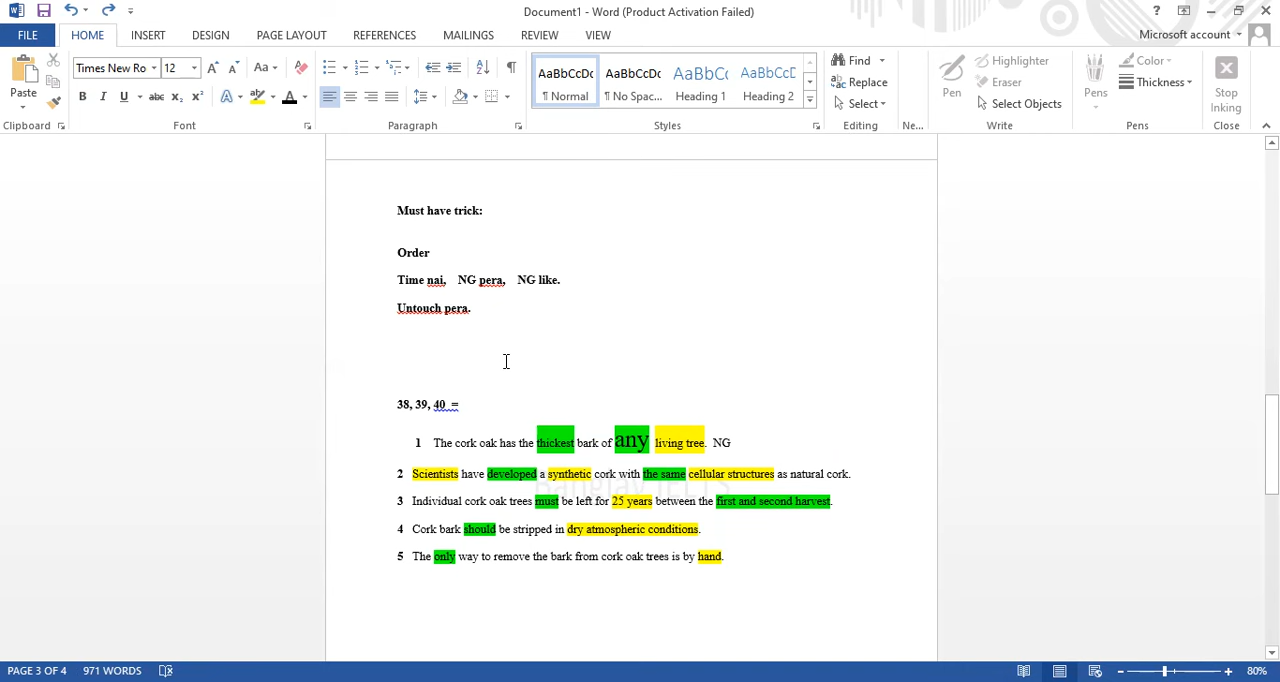 Document1 - Word (Product Activation Failed)
FILE HOME INSERT DESIGN PAGE LAYOUT REFERENCES MAILINGS REVIEW VIEW Microsoft account
Times New Ro 12 Aa
Paste
B I U abc x₂ x² A ab A
AaBbCcDc AaBbCcDc AaBbCc AaBbCcD
¶ Normal ¶ No Spac... Heading 1 Heading 2
Find
Replace
Select
Pen
Highlighter
Eraser
Select Objects
Pens
Color
Thickness
Stop
Inking
Clipboard Font Paragraph Styles Editing Ne... Write Pens Close
Must have trick:
Order
Time nai, NG pera, NG like.
Untouch pera.
38, 39, 40 =
1 The cork oak has the thickest bark of any living tree. NG
2 Scientists have developed a synthetic cork with the same cellular structures as natural cork.
3 Individual cork oak trees must be left for 25 years between the first and second harvest.
4 Cork bark should be stripped in dry atmospheric conditions.
5 The only way to remove the bark from cork oak trees is by hand.
PAGE 3 OF 4 971 WORDS 80%